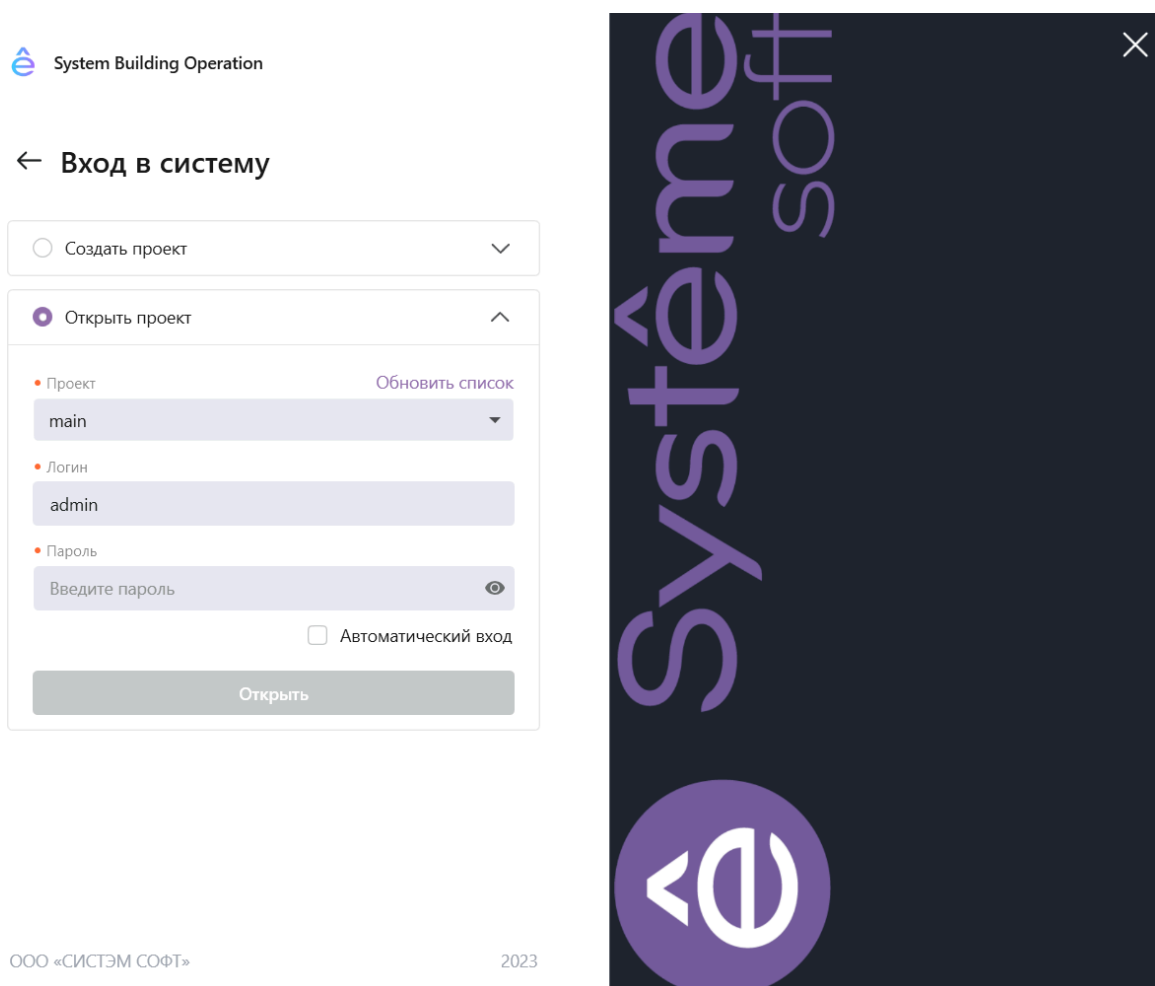 System Building Operation
Вход в систему
Создать проект
Открыть проект
Проект
Обновить список
main
Логин
admin
Пароль
Введите пароль
Автоматический вход
Открыть
ООО «СИСТЭМ СОФТ»
2023
Systême
soft
ê